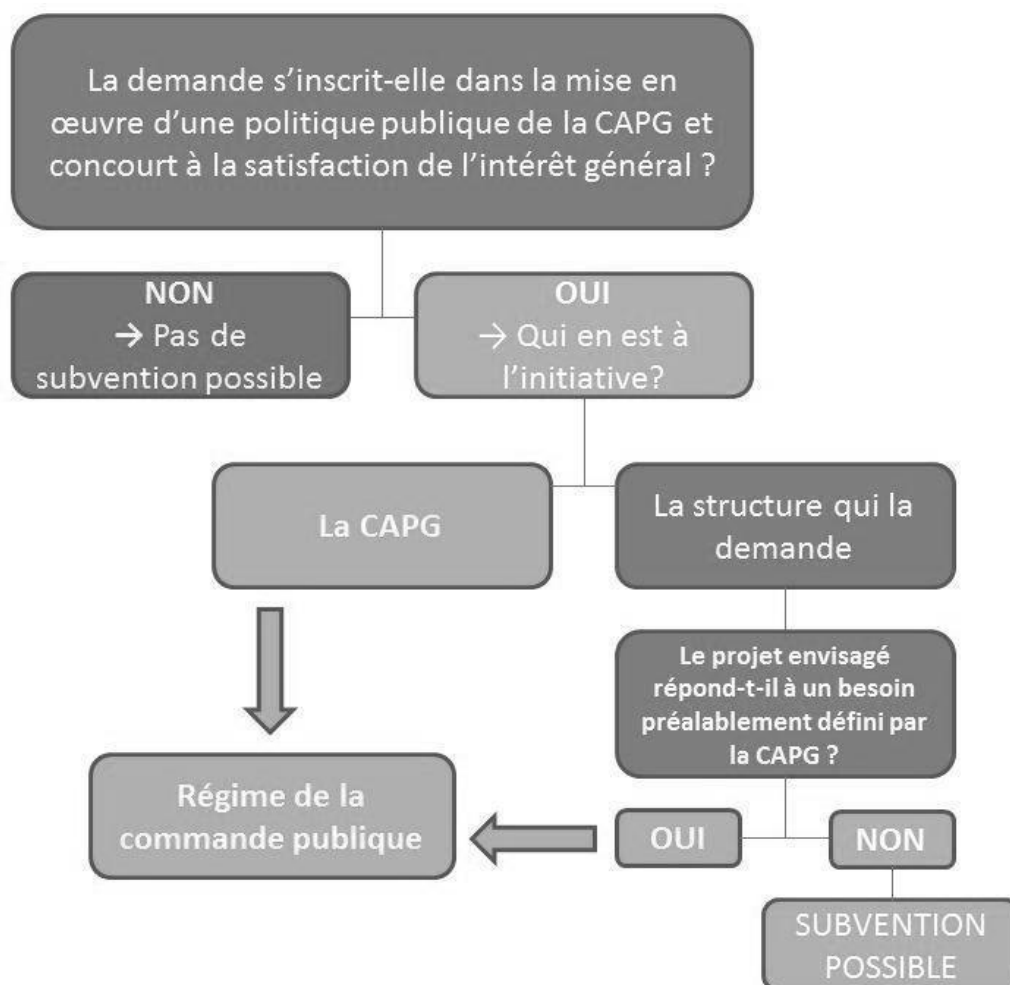 La demande s'inscrit-elle dans la mise en
œuvre d'une politique publique de la CAPG et
concourt à la satisfaction de l'intérêt général ?
NON
→ Pas de
subvention possible
OUI
→ Qui en est à
l'initiative?
La CAPG
La structure qui la
demande
Le projet envisagé
répond-t-il à un besoin
préalablement défini par
la CAPG ?
Régime de la
commande publique
OUI
NON
SUBVENTION
POSSIBLE